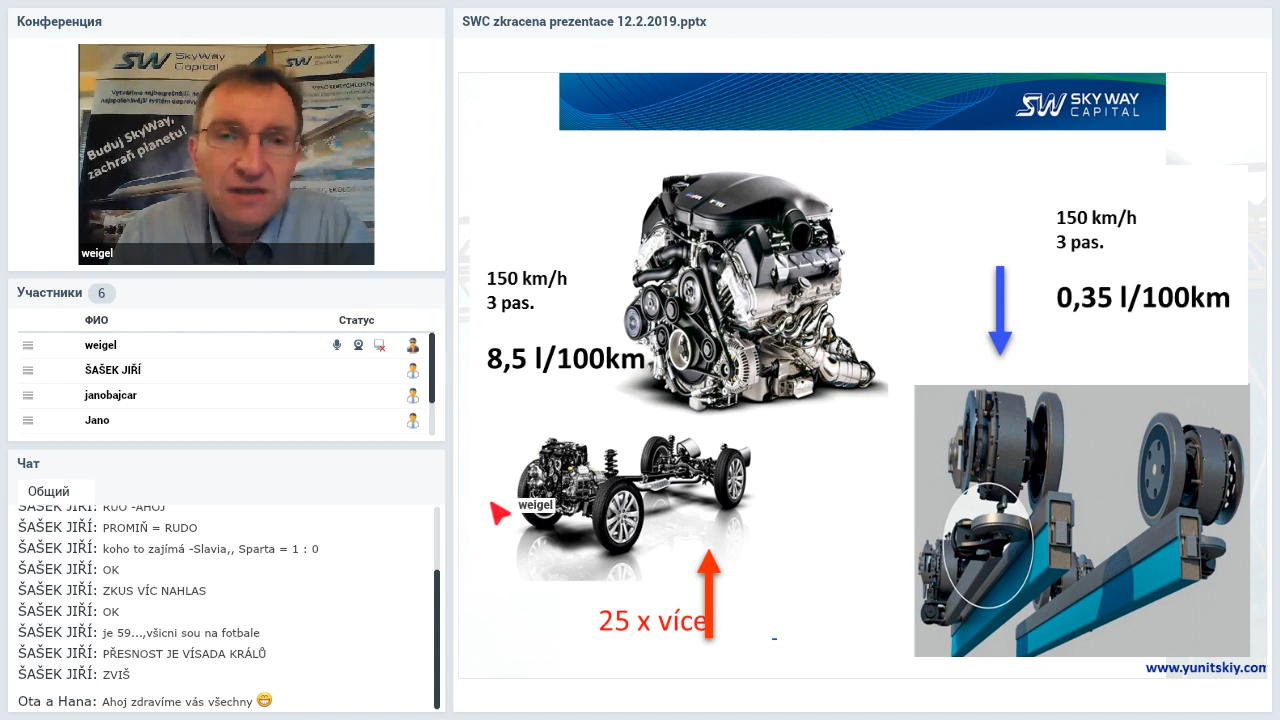 Конференция
SKYWAY
Capital
Vytváříme nejbezpečnější
SW
Buduj SkyWay,
zachraň planetu!
weigel
Участники 6
ФИО Статус
weigel
ŠAŠEK JIŘÍ
janobajcar
Jano
Чат
Общий
ŠAŠEK JIŘÍ: RUO -AHOJ
ŠAŠEK JIŘÍ: PROMIŇ = RUDO
ŠAŠEK JIŘÍ: koho to zajímá -Slavia,, Sparta = 1 : 0
ŠAŠEK JIŘÍ: OK
ŠAŠEK JIŘÍ: ZKUS VÍC NAHLAS
ŠAŠEK JIŘÍ: OK
ŠAŠEK JIŘÍ: je 59...,všicni sou na fotbale
ŠAŠEK JIŘÍ: PŘESNOST JE VÍSADA KRÁLŮ
ŠAŠEK JIŘÍ: ZVIŠ
Ota a Hana: Ahoj zdravíme vás všechny 😁
SWC zkracena prezentace 12.2.2019.pptx
SW SKY WAY
CAPITAL
150 km/h
3 pas.
8,5 l/100km
150 km/h
3 pas.
0,35 l/100km
weigel
25 x více
-
www.yunitskiy.com